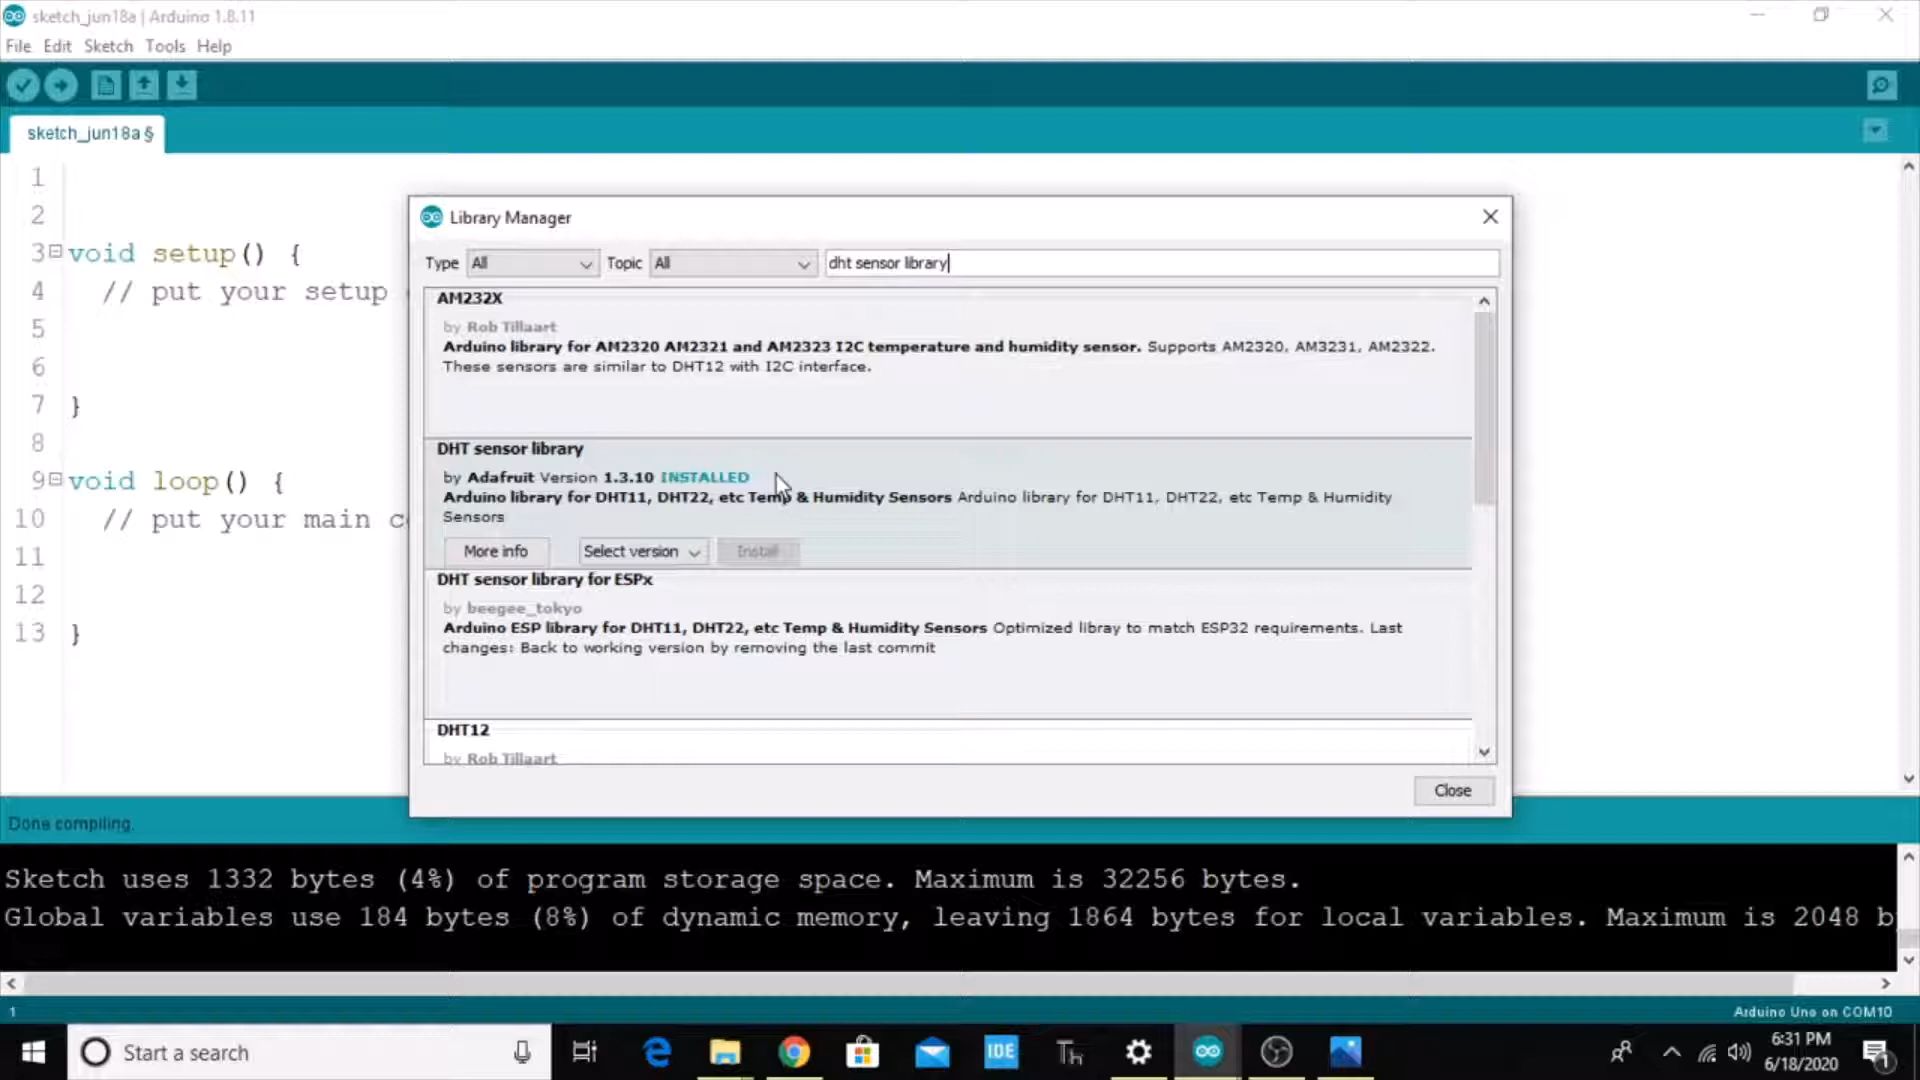 sketch_jun18a | Arduino 1.8.11
File Edit Sketch Tools Help
sketch_jun18a §
1
2
3 void setup() {
4 // put your setup
5
6
7 }
8
9 void loop() {
10 // put your main c
11
12
13 }
Library Manager
Type All Topic All dht sensor library
AM232X
by Rob Tillaart
Arduino library for AM2320 AM2321 and AM2323 I2C temperature and humidity sensor. Supports AM2320, AM3231, AM2322.
These sensors are similar to DHT12 with I2C interface.
DHT sensor library
by Adafruit Version 1.3.10 INSTALLED
Arduino library for DHT11, DHT22, etc Temp & Humidity Sensors Arduino library for DHT11, DHT22, etc Temp & Humidity
Sensors
More info Select version Install
DHT sensor library for ESPx
by beegee_tokyo
Arduino ESP library for DHT11, DHT22, etc Temp & Humidity Sensors Optimized libray to match ESP32 requirements. Last
changes: Back to working version by removing the last commit
DHT12
by Rob Tillaart
Close
Done compiling.
Sketch uses 1332 bytes (4%) of program storage space. Maximum is 32256 bytes.
Global variables use 184 bytes (8%) of dynamic memory, leaving 1864 bytes for local variables. Maximum is 2048 b
1
Arduino Uno on COM10
Start a search
IDE
Th
6:31 PM
6/18/2020
1